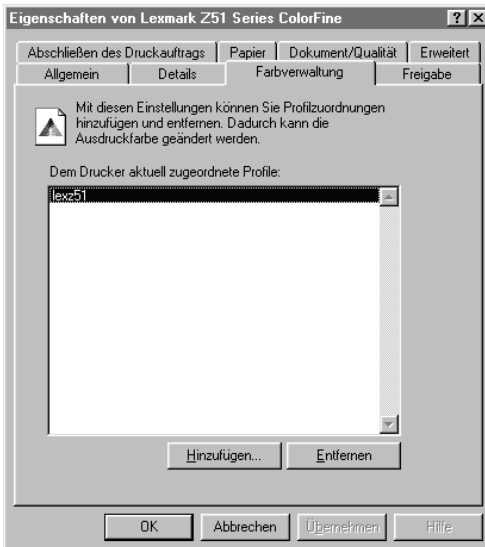 Eigenschaften von Lexmark Z51 Series ColorFine
Abschließen des Druckauftrags Papier Dokument/Qualität Erweitert
Allgemein Details Farbverwaltung Freigabe
Mit diesen Einstellungen können Sie Profilzuordnungen
hinzufügen und entfernen. Dadurch kann die
Ausdruckfarbe geändert werden.
Dem Drucker aktuell zugeordnete Profile:
lexz51
Hinzufügen... Entfernen
OK Abbrechen Übernehmen Hilfe